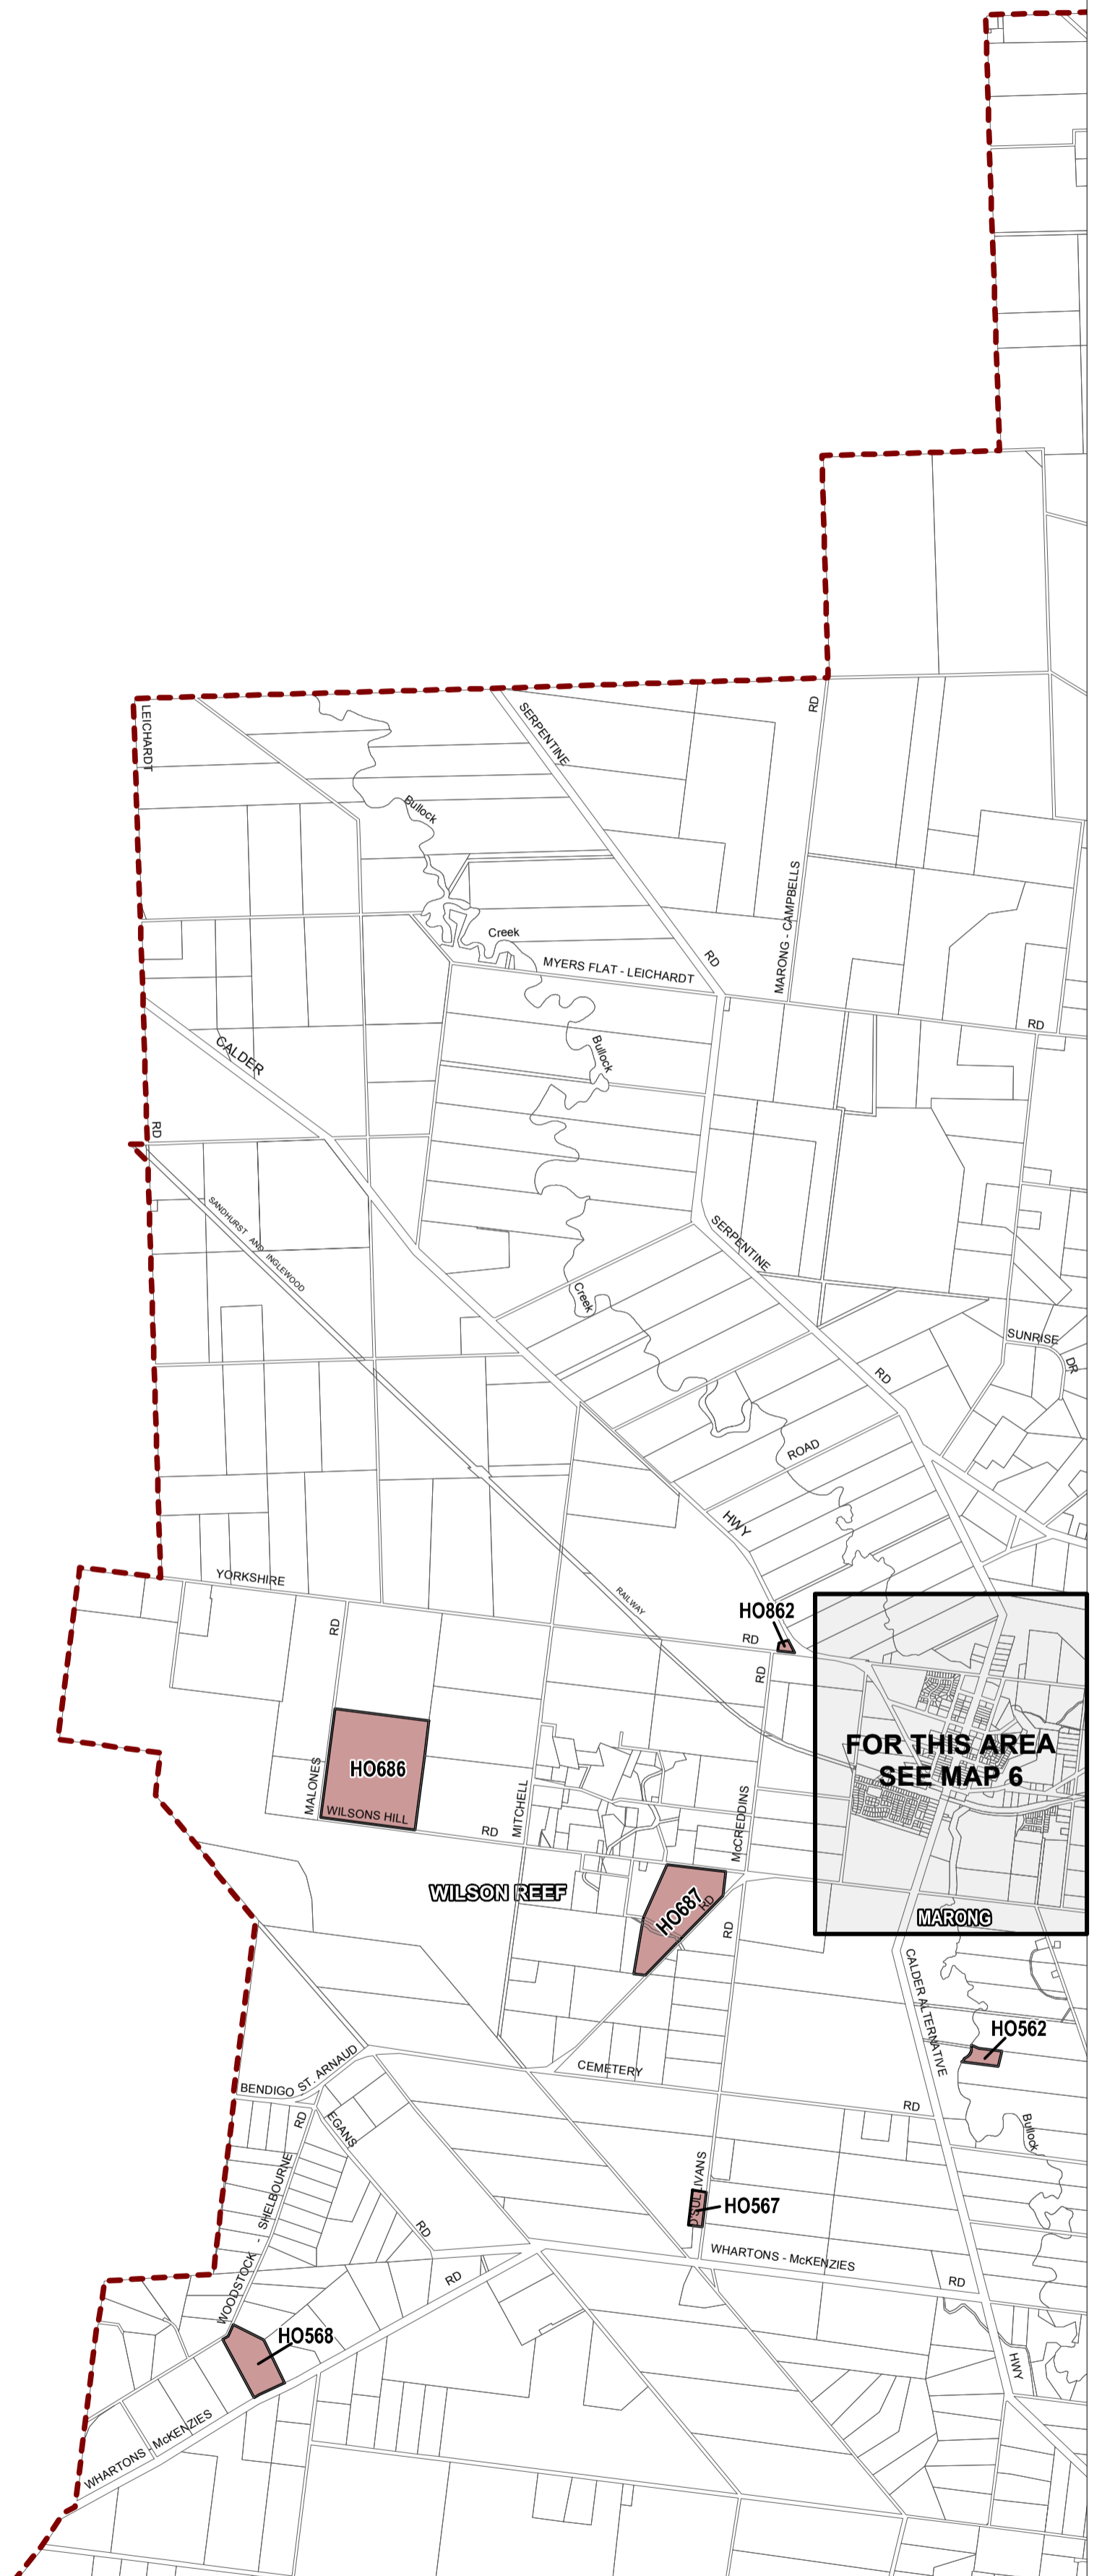 LEICHARDT
SERPENTINE
RD
Bullock
MARONG - CAMPBELLS
Creek
RD
MYERS FLAT - LEICHARDT
RD
CALDER
Bullock
RD
SANDHURST AND INGLEWOOD
SERPENTINE
Creek
SUNRISE
DR
RD
ROAD
HWY
YORKSHIRE
RAILWAY
HO862
RD
RD
RD
FOR THIS AREA
SEE MAP 6
HO686
MALONES
WILSONS HILL
MITCHELL
McCREDDINS
RD
WILSON REEF
HO687
RD
MARONG
RD
CALDER ALTERNATIVE
HO562
ST. ARNAUD
CEMETERY
BENDIGO
RD
RD
EGANS
Bullock
WOODSTOCK - SHELBOURNE
O'SULLIVANS
HO567
RD
WHARTONS - McKENZIES
RD
RD
HO568
HWY
WHARTONS - McKENZIES